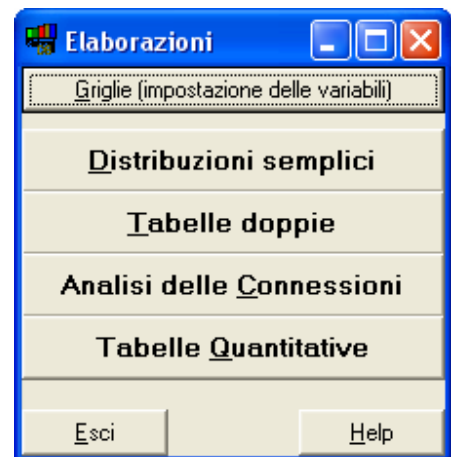 Elaborazioni
Griglie (impostazione delle variabili)
Distribuzioni semplici
Tabelle doppie
Analisi delle Connessioni
Tabelle Quantitative
Esci Help